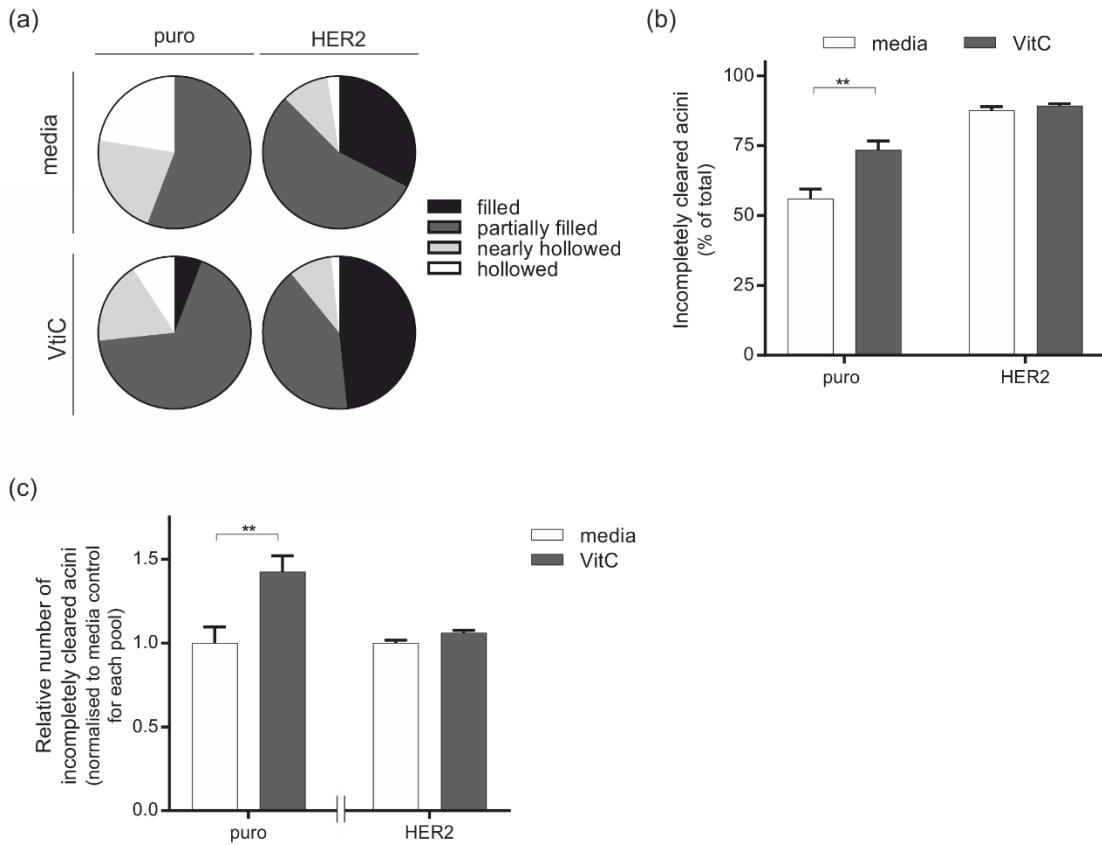 (a)
puro HER2
media
VtiC
filled
partially filled
nearly hollowed
hollowed
(b)
media VitC
Incompletely cleared acini
(% of total)
100
75
50
25
0
**
puro HER2
(c)
media
VitC
Relative number of
incompletely cleared acini
(normalised to media control
for each pool)
1.5
1.0
0.5
0.0
**
puro HER2